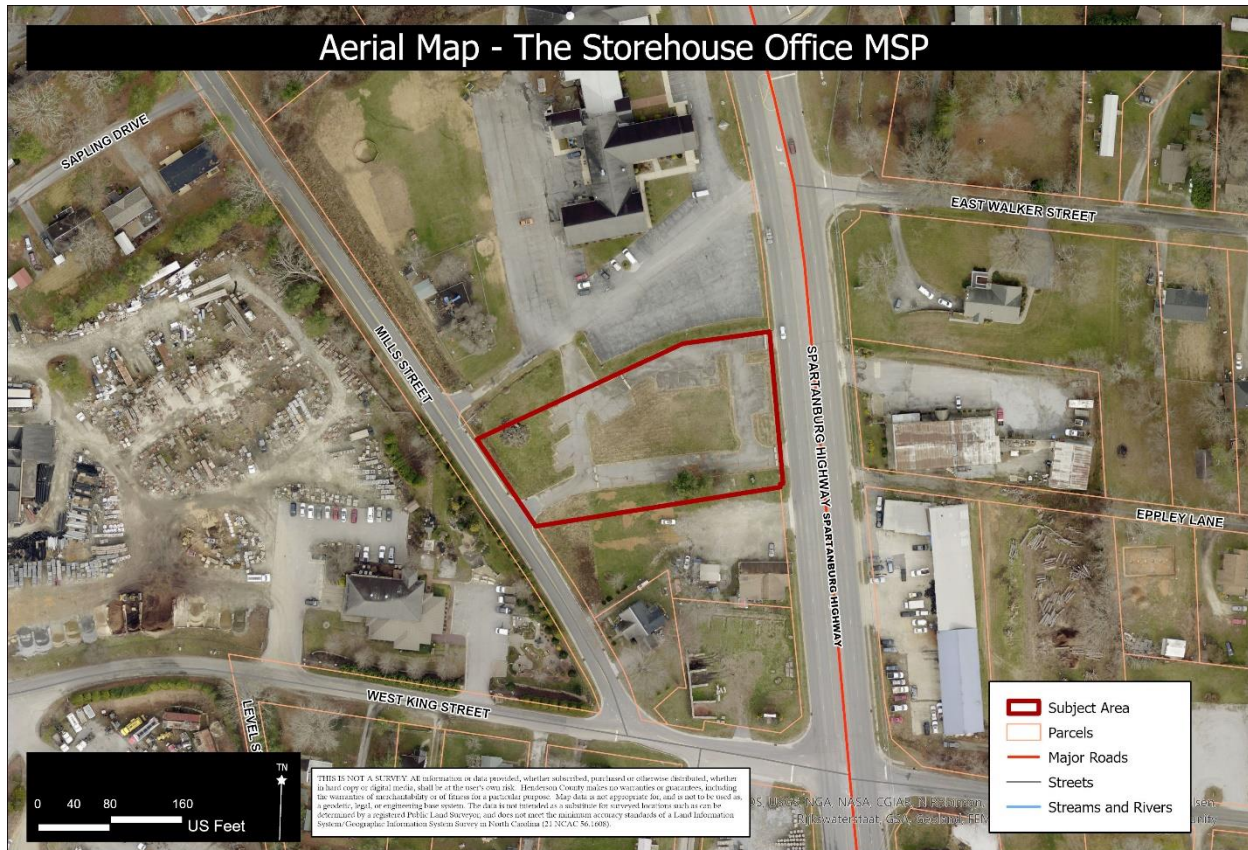 Aerial Map - The Storehouse Office MSP
SAPLING DRIVE
EAST WALKER STREET
MILLS STREET
SPARTANBURG HIGHWAY
SPARTANBURG HIGHWAY
EPPLEY LANE
WEST KING STREET
LEVEL S
Subject Area
Parcels
Major Roads
Streets
Streams and Rivers
TN
0 40 80 160
US Feet
THIS IS NOT A SURVEY. All information or data provided, whether subscribed, purchased or otherwise distributed, whether
in hard copy or digital media, shall be at the user's own risk. Henderson County makes no warranties or guarantees, including
the warranties of merchantability or of fitness for a particular purpose. Map data is not appropriate for, and is not to be used as,
a geodetic, legal, or engineering base system. The data is not intended as a substitute for surveyed locations such as can be
determined by a registered Public Land Surveyor, and does not meet the minimum accuracy standards of a Land Information
System/Geographic Information System Survey in North Carolina (21 NCAC 56.1608).
NGA, NASA, CGIAR,
Rijkswaterstaat, GSA, Geoland,